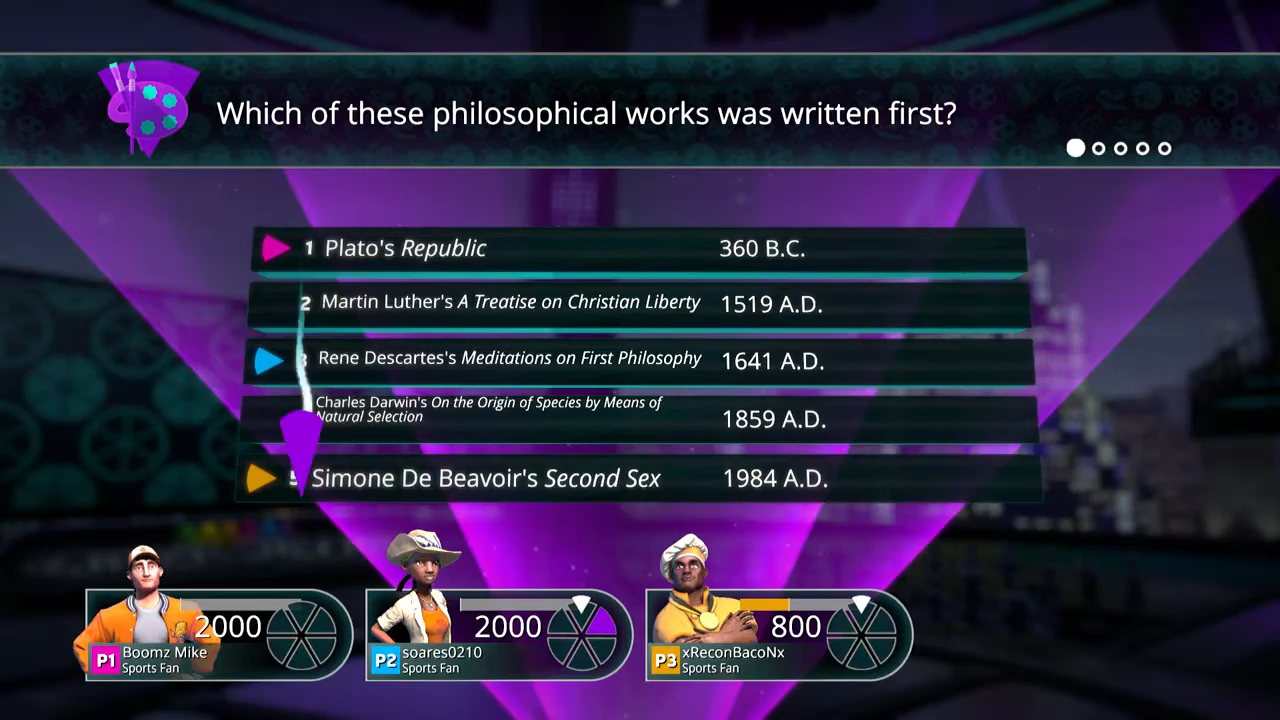 Which of these philosophical works was written first?
1 Plato's Republic 360 B.C.
2 Martin Luther's A Treatise on Christian Liberty 1519 A.D.
3 Rene Descartes's Meditations on First Philosophy 1641 A.D.
Charles Darwin's On the Origin of Species by Means of
Natural Selection 1859 A.D.
5 Simone De Beavoir's Second Sex 1984 A.D.
2000 2000 800
P1 Boomz Mike P2 soares0210 P3 xReconBacoNx
Sports Fan Sports Fan Sports Fan